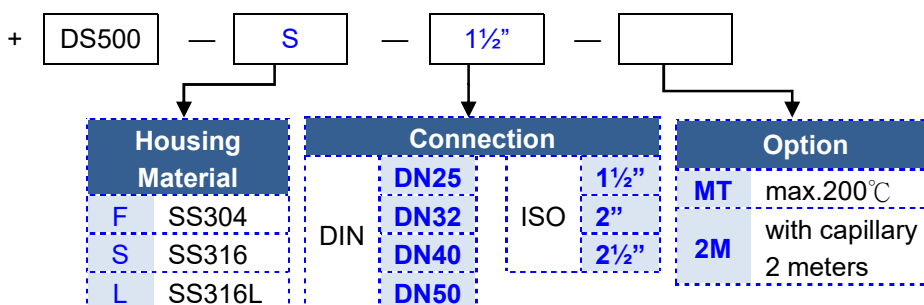 + DS500 — S — 1½” —
Housing
Material
F SS304
S SS316
L SS316L
Connection
DIN
DN25
DN32
DN40
DN50
ISO
1½”
2”
2½”
Option
MT max.200℃
2M with capillary
2 meters